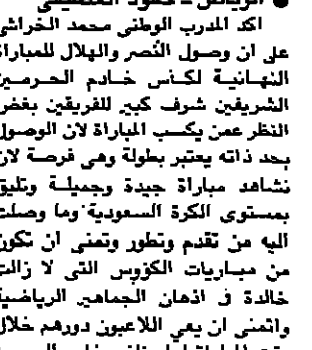 ● الرياض ـ حمود
اكد المدرب الوطني محمد الخراشي
على ان وصول النصر والهلال للمباراة
النهائية لكأس خادم الحرمين
الشريفين شرف كبير للفريقين بغض
النظر عمن يكسب المباراة لان الوصول
بحد ذاته يعتبر بطولة وهي فرصة لان
نشاهد مباراة جيدة وجميلة وتليق
بمستوى الكرة السعودية وما وصلت
اليه من تقدم وتطور وتمنى ان تكون
من مباريات الكؤوس التي لا زالت
خالدة في اذهان الجماهير الرياضية
واتمنى ان يعي اللاعبون دورهم خلال